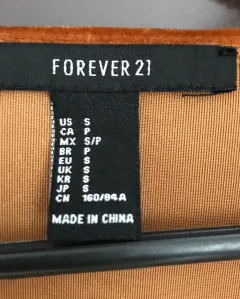 FOREVER 21
US S
CA P
MX S/P
BR P
EU S
UK S
KR S
JP S
CN 160/84A
MADE IN CHINA